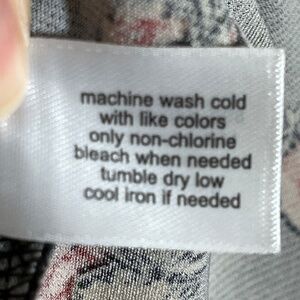 machine wash cold
with like colors
only non-chlorine
bleach when needed
tumble dry low
cool iron if needed